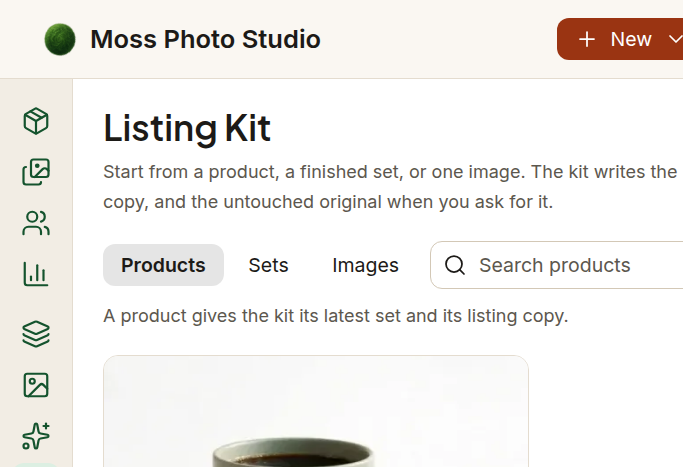 Moss Photo Studio
New
Listing Kit
Start from a product, a finished set, or one image. The kit writes the
copy, and the untouched original when you ask for it.
Products
Sets
Images
Search products
A product gives the kit its latest set and its listing copy.